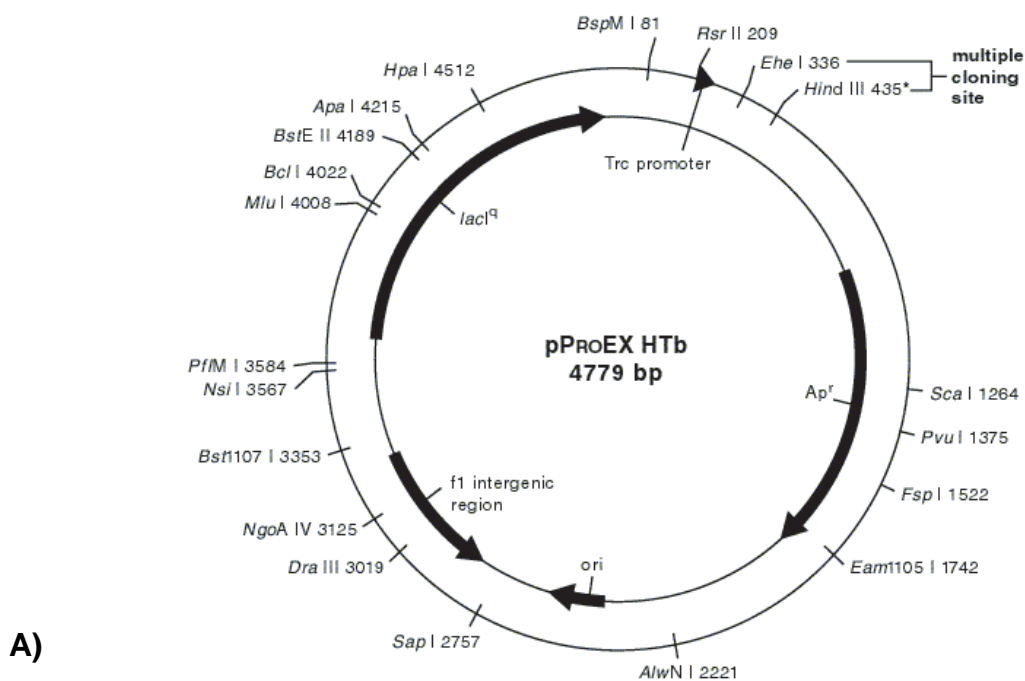 BspM I 81
Rsr II 209
Ehe I 336
multiple
cloning
site
Hind III 435*
Hpa I 4512
Apa I 4215
BstE II 4189
Bcl I 4022
Mlu I 4008
Trc promoter
lacIq
pPROEX HTb
4779 bp
PflM I 3584
Nsi I 3567
Apr
Sca I 1264
Pvu I 1375
Bst1107 I 3353
f1 intergenic
region
Fsp I 1522
NgoA IV 3125
Dra III 3019
ori
Eam1105 I 1742
Sap I 2757
AlwN I 2221
A)